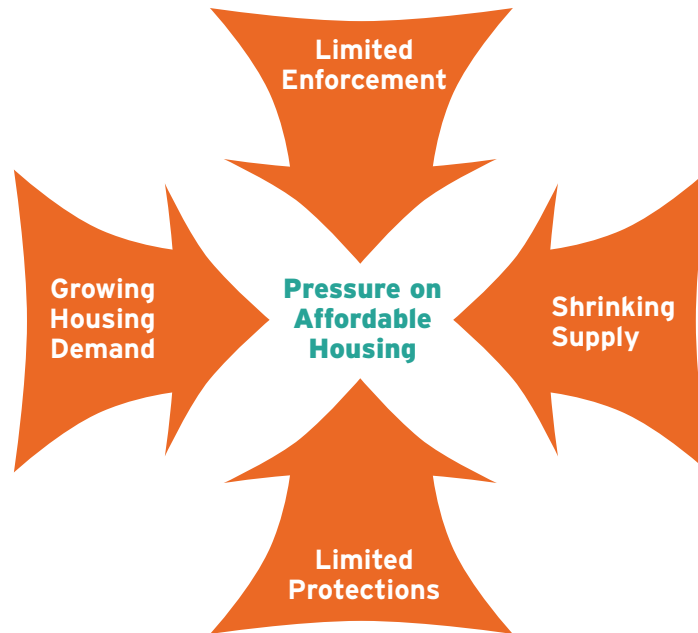 Limited
Enforcement
Growing
Housing
Demand
Pressure on
Affordable
Housing
Shrinking
Supply
Limited
Protections